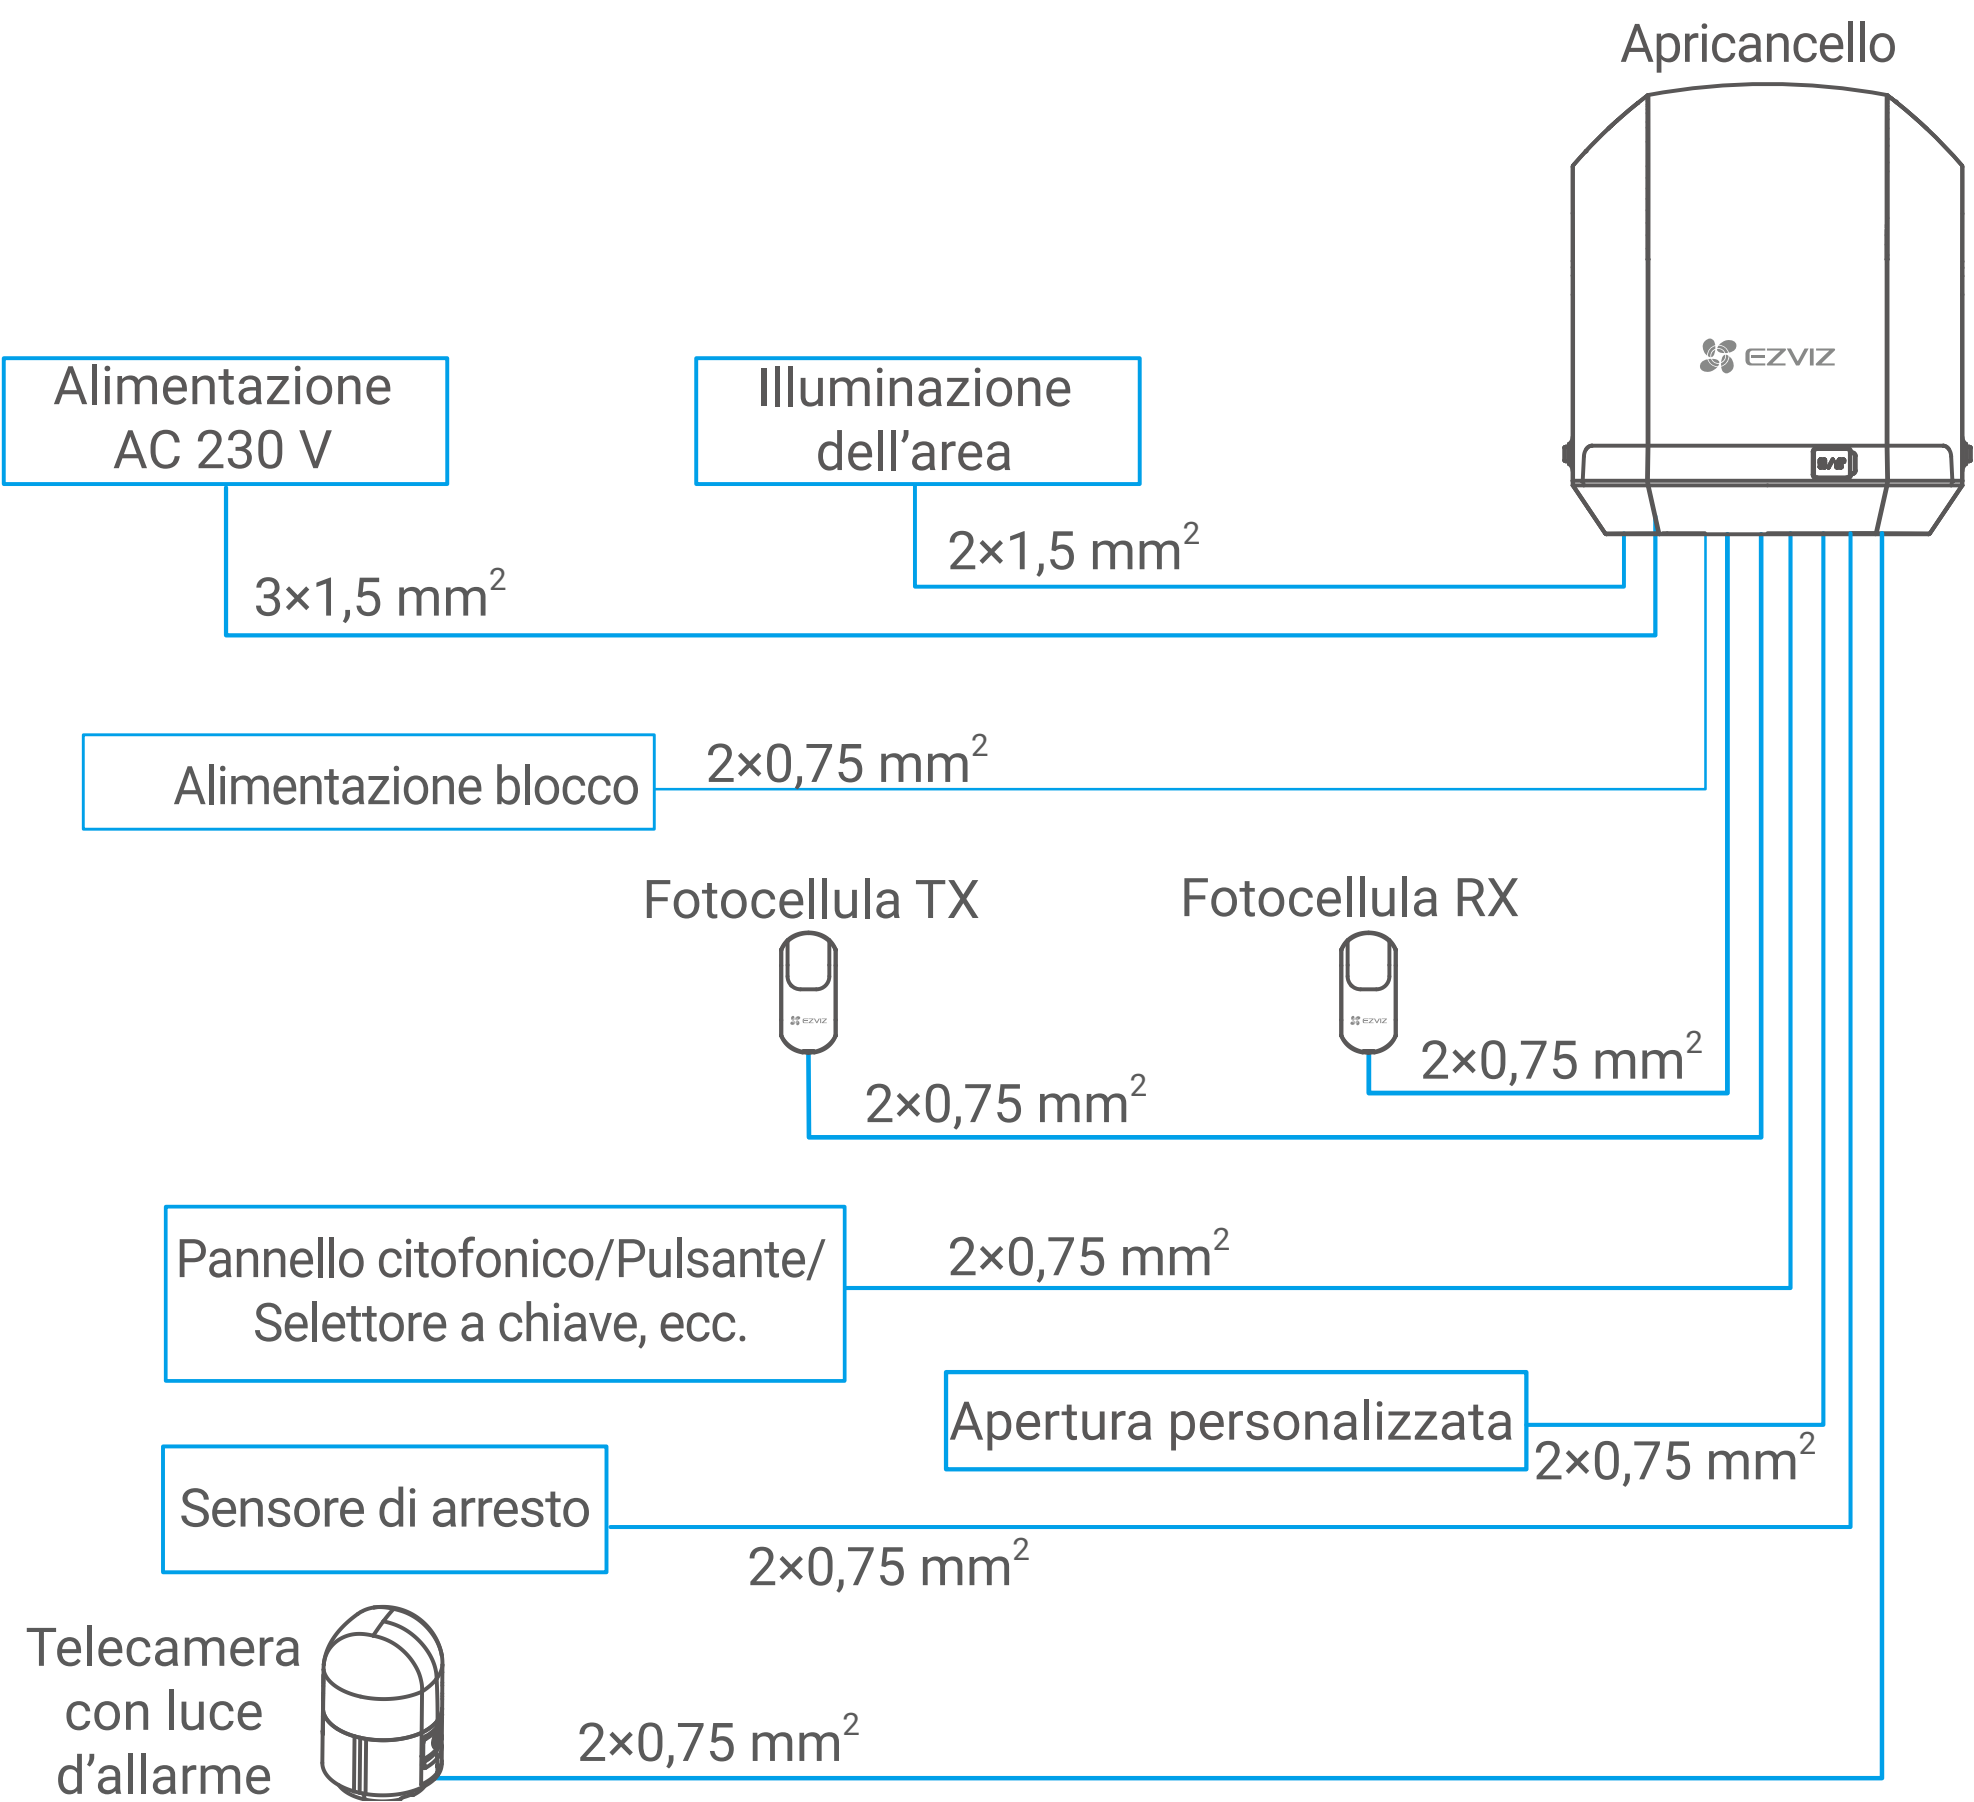 Apricancello
EZVIZ
Alimentazione
AC 230 V
Illuminazione
dell’area
2×1,5 mm²
3×1,5 mm²
Alimentazione blocco
2×0,75 mm²
Fotocellula TX
Fotocellula RX
EZVIZ
EZVIZ
2×0,75 mm²
2×0,75 mm²
Pannello citofonico/Pulsante/
Selettore a chiave, ecc.
2×0,75 mm²
Apertura personalizzata
2×0,75 mm²
Sensore di arresto
2×0,75 mm²
Telecamera
con luce
d’allarme
2×0,75 mm²